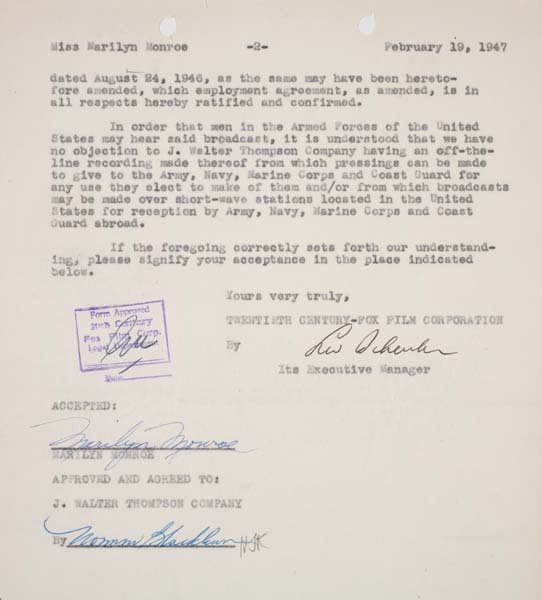 Miss Marilyn Monroe -2- February 19, 1947
dated August 24, 1946, as the same may have been hereto-
fore amended, which employment agreement, as amended, is in
all respects hereby ratified and confirmed.
In order that men in the Armed Forces of the United
States may hear said broadcast, it is understood that we have
no objection to J. Walter Thompson Company having an off-the-
line recording made thereof from which pressings can be made
to give to the Army, Navy, Marine Corps and Coast Guard for
any use they elect to make of them and/or from which broadcasts
may be made over short-wave stations located in the United
States for reception by Army, Navy, Marine Corps and Coast
Guard abroad.
If the foregoing correctly sets forth our understand-
ing, please signify your acceptance in the place indicated
below.
Yours very truly,
TWENTIETH CENTURY-FOX FILM CORPORATION
By Lew Schreiber
Its Executive Manager
Form Approved
20th Century
Fox Film Corp.
Legal Department
ACCEPTED:
Marilyn Monroe
MARILYN MONROE
APPROVED AND AGREED TO:
J. WALTER THOMPSON COMPANY
By Norman Blackburn